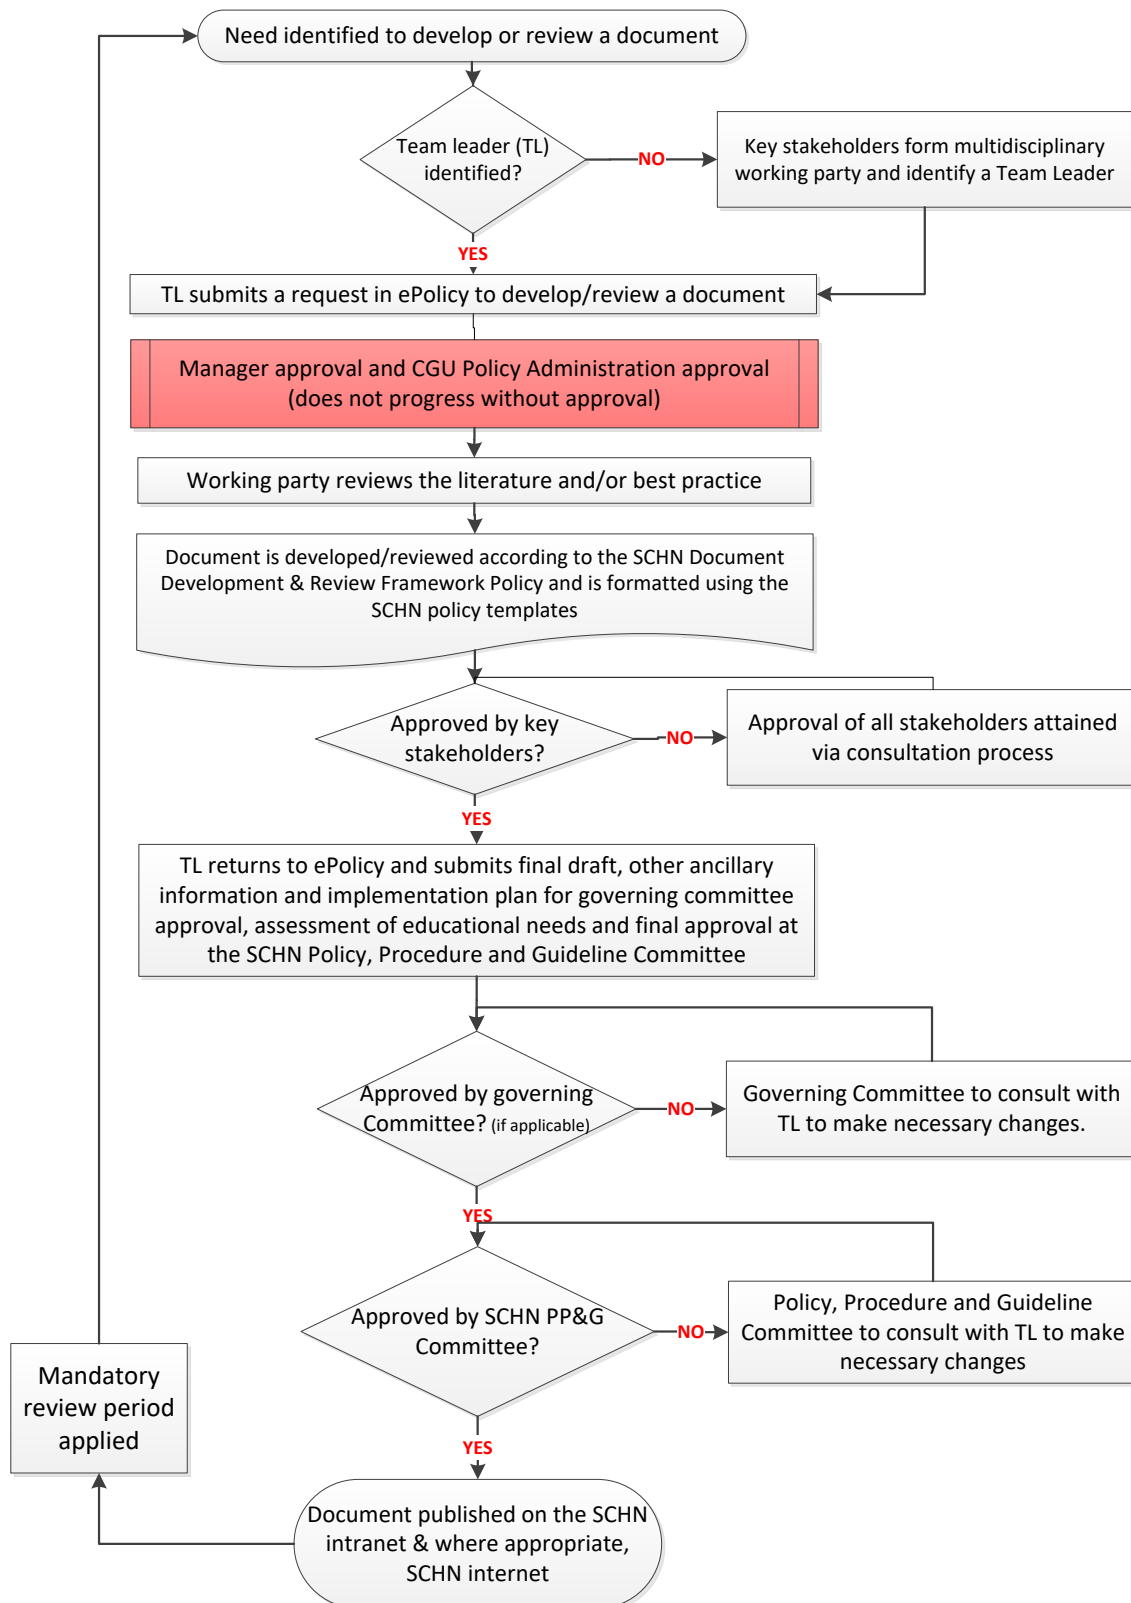 Need identified to develop or review a document
Team leader (TL)
identified?
NO
Key stakeholders form multidisciplinary
working party and identify a Team Leader
YES
TL submits a request in ePolicy to develop/review a document
Manager approval and CGU Policy Administration approval
(does not progress without approval)
Working party reviews the literature and/or best practice
Document is developed/reviewed according to the SCHN Document
Development & Review Framework Policy and is formatted using the
SCHN policy templates
Approved by key
stakeholders?
NO
Approval of all stakeholders attained
via consultation process
YES
TL returns to ePolicy and submits final draft, other ancillary
information and implementation plan for governing committee
approval, assessment of educational needs and final approval at
the SCHN Policy, Procedure and Guideline Committee
Approved by governing
Committee? (if applicable)
NO
Governing Committee to consult with
TL to make necessary changes.
YES
Approved by SCHN PP&G
Committee?
NO
Policy, Procedure and Guideline
Committee to consult with TL to make
necessary changes
YES
Document published on the SCHN
intranet & where appropriate,
SCHN internet
Mandatory
review period
applied